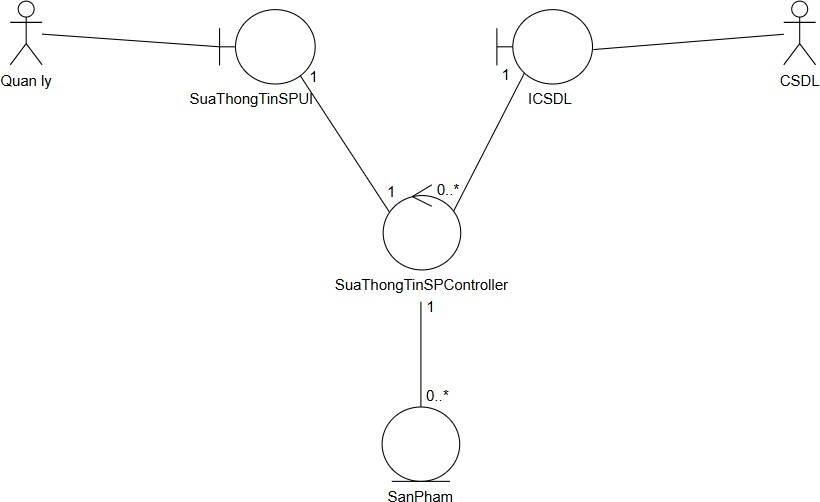 Quan ly
1
SuaThongTinSPUI
1
ICSDL
CSDL
1
0..*
SuaThongTinSPController
1
0..*
SanPham